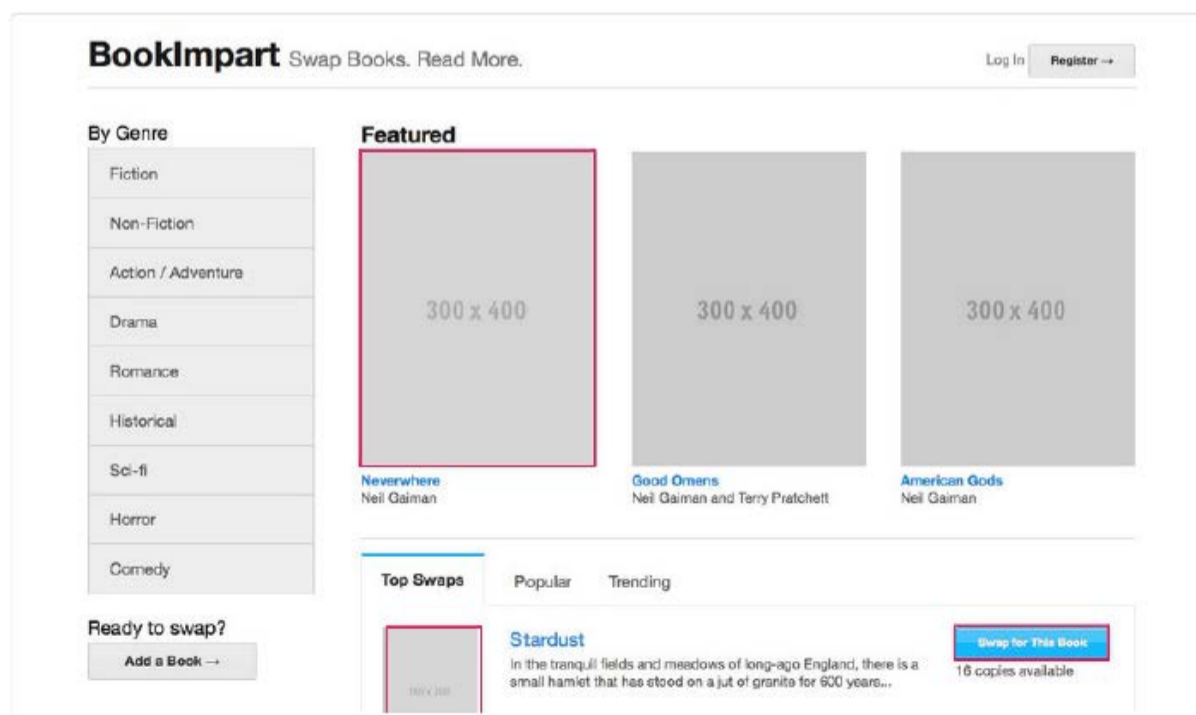 BookImpart Swap Books. Read More.
Log In Register →
By Genre
Fiction
Non-Fiction
Action / Adventure
Drama
Romance
Historical
Sci-fi
Horror
Comedy
Ready to swap?
Add a Book →
Featured
300 x 400 300 x 400 300 x 400
Neverwhere Good Omens American Gods
Neil Gaiman Neil Gaiman and Terry Pratchett Neil Gaiman
Top Swaps Popular Trending
Stardust
In the tranquil fields and meadows of long-ago England, there is a
small hamlet that has stood on a jut of granite for 600 years...
Swap for This Book
16 copies available